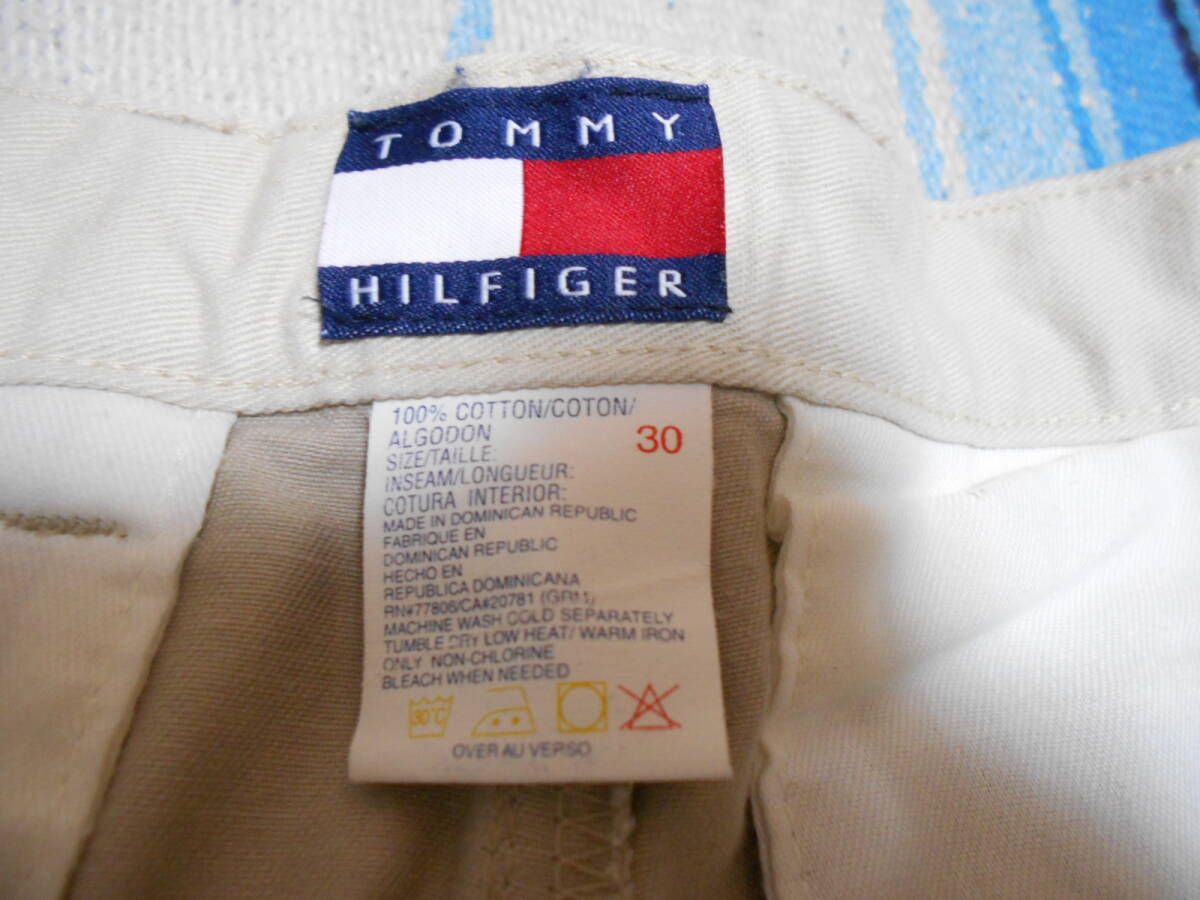 TOMMY
HILFIGER
100% COTTON/COTON/
ALGODON
SIZE/TAILLE: 30
INSEAM/LONGUEUR:
COTURA INTERIOR:
MADE IN DOMINICAN REPUBLIC
FABRIQUE EN
DOMINICAN REPUBLIC
HECHO EN
REPUBLICA DOMINICANA
RN#77806/CA#20781 (GRM)
MACHINE WASH COLD SEPARATELY
TUMBLE DRY LOW HEAT/ WARM IRON
ONLY NON-CHLORINE
BLEACH WHEN NEEDED
30°C
OVER AU VERSO